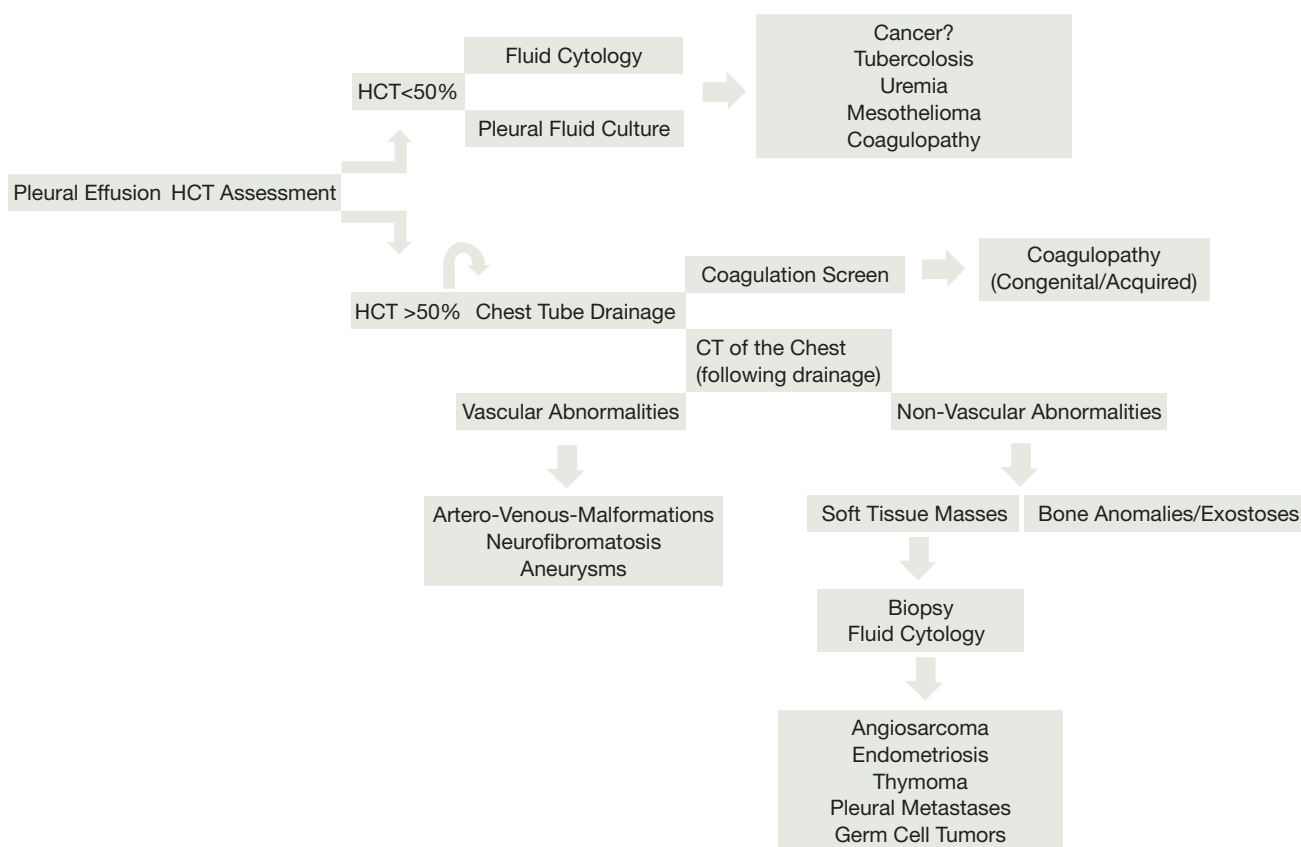 Fluid Cytology
HCT<50%
Pleural Fluid Culture
Cancer?
Tubercolosis
Uremia
Mesothelioma
Coagulopathy
Pleural Effusion HCT Assessment
HCT >50% Chest Tube Drainage
Coagulation Screen
Coagulopathy
(Congenital/Acquired)
CT of the Chest
(following drainage)
Vascular Abnormalities
Non-Vascular Abnormalities
Artero-Venous-Malformations
Neurofibromatosis
Aneurysms
Soft Tissue Masses
Bone Anomalies/Exostoses
Biopsy
Fluid Cytology
Angiosarcoma
Endometriosis
Thymoma
Pleural Metastases
Germ Cell Tumors